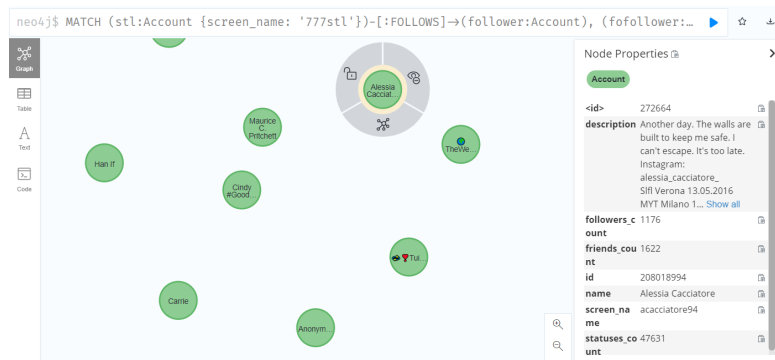 neo4j$ MATCH (stl:Account {screen_name: '777stl'})-[:FOLLOWS]→(follower:Account), (fofollower:…
Graph
Table
Text
Code
Alessia
Cacciat…
Maurice
C.
Pritchett
TheWe…
Han If
Cindy
#Good…
Tui…
Carrie
Anonym…
Node Properties
Account
<id> 272664
description Another day. The walls are
built to keep me safe. I
can't escape. It's too late.
Instagram:
alessia_cacciatore_
Slfl Verona 13.05.2016
MYT Milano 1... Show all
followers_c 1176
ount
friends_cou 1622
nt
id 208018994
name Alessia Cacciatore
screen_na acacciatore94
me
statuses_co 47631
unt